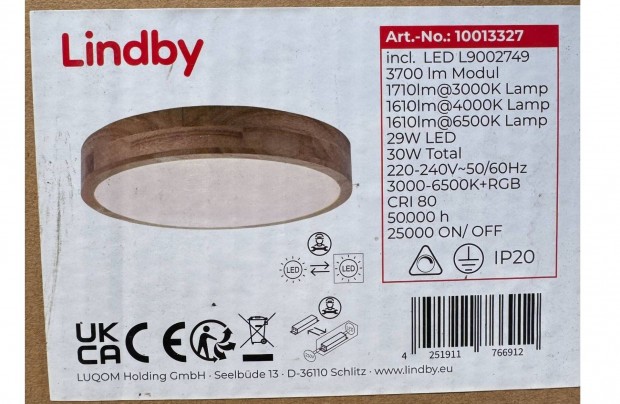 Lindby
Art.-No.: 10013327
incl. LED L9002749
3700 lm Modul
1710lm@3000K Lamp
1610lm@4000K Lamp
1610lm@6500K Lamp
29W LED
30W Total
220-240V~50/60Hz
3000-6500K+RGB
CRI 80
50000 h
25000 ON/ OFF
IP20
LED
LED
UK
CA
CE
4 251911 766912
LUQOM Holding GmbH · Seelbüde 13 · D-36110 Schlitz · www.lindby.eu